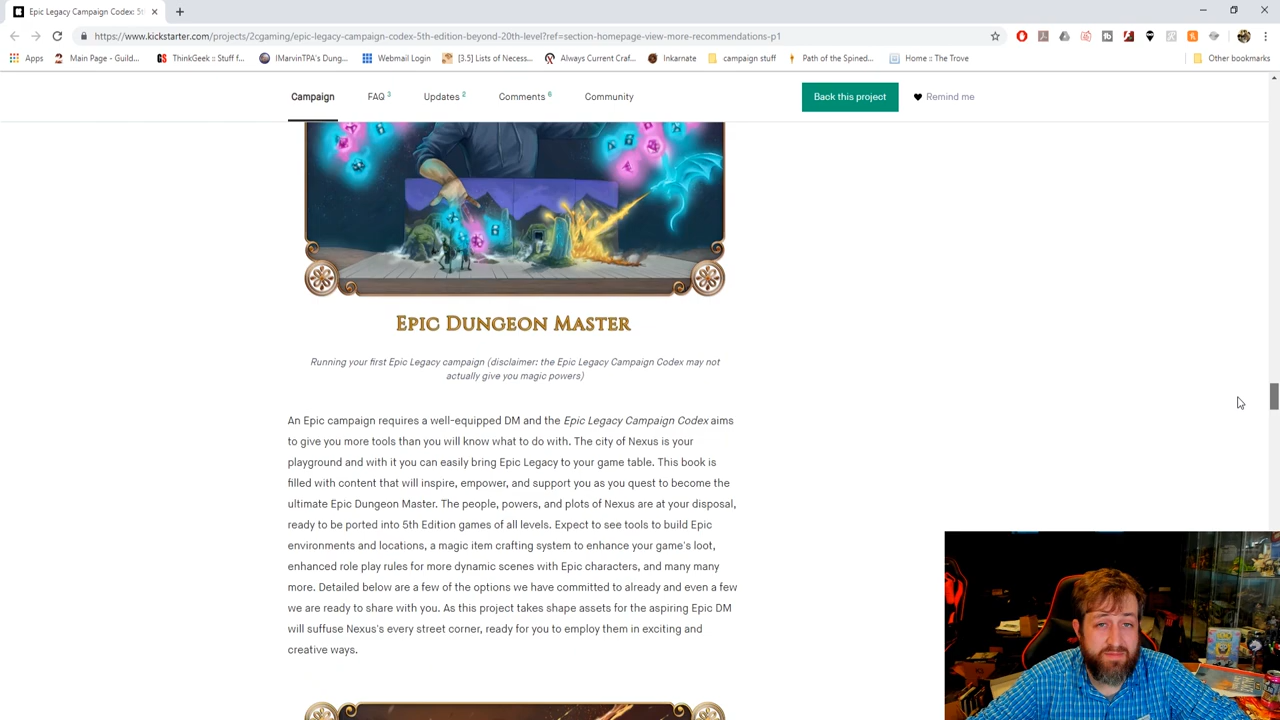 Epic Legacy Campaign Codex: 5th
https://www.kickstarter.com/projects/2cgaming/epic-legacy-campaign-codex-5th-edition-beyond-20th-level?ref=section-homepage-view-more-recommendations-p1
Apps Main Page - Guild... ThinkGeek :: Stuff f... IMarvinTPA's Dung... Webmail Login [3.5] Lists of Necess... Always Current Craf... Inkarnate campaign stuff Path of the Spined... Home :: The Trove Other bookmarks
Campaign FAQ 3 Updates 2 Comments 6 Community Back this project Remind me
Epic Dungeon Master
Running your first Epic Legacy campaign (disclaimer: the Epic Legacy Campaign Codex may not
actually give you magic powers)
An Epic campaign requires a well-equipped DM and the Epic Legacy Campaign Codex aims
to give you more tools than you will know what to do with. The city of Nexus is your
playground and with it you can easily bring Epic Legacy to your game table. This book is
filled with content that will inspire, empower, and support you as you quest to become the
ultimate Epic Dungeon Master. The people, powers, and plots of Nexus are at your disposal,
ready to be ported into 5th Edition games of all levels. Expect to see tools to build Epic
environments and locations, a magic item crafting system to enhance your game's loot,
enhanced role play rules for more dynamic scenes with Epic characters, and many many
more. Detailed below are a few of the options we have committed to already and even a few
we are ready to share with you. As this project takes shape assets for the aspiring Epic DM
will suffuse Nexus's every street corner, ready for you to employ them in exciting and
creative ways.